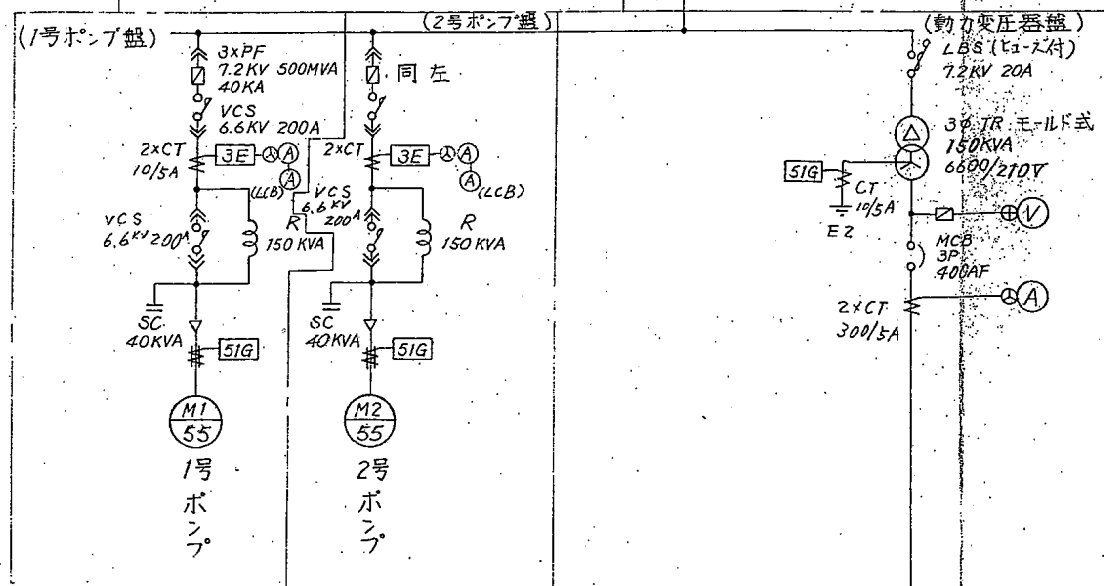 (1号ポンプ盤)
3xPF
7.2KV 500MVA
40KA
VCS
6.6KV 200A
2xCT
10/5A
3E
A
A
(LCB)
VCS
6.6KV 200A
R
150KVA
SC
40KVA
51G
M1
55
1号
ポンプ
(2号ポンプ盤)
同左
2xCT
3E
A
A
(LCB)
VCS
6.6KV
200A
R
150KVA
SC
40KVA
51G
M2
55
2号
ポンプ
(動力変圧器盤)
LBS (ヒューズ付)
7.2KV 20A
3φ TR モールド式
150KVA
6600/210V
51G
CT
10/5A
E2
V
MCB
3P
400AF
2xCT
300/5A
A